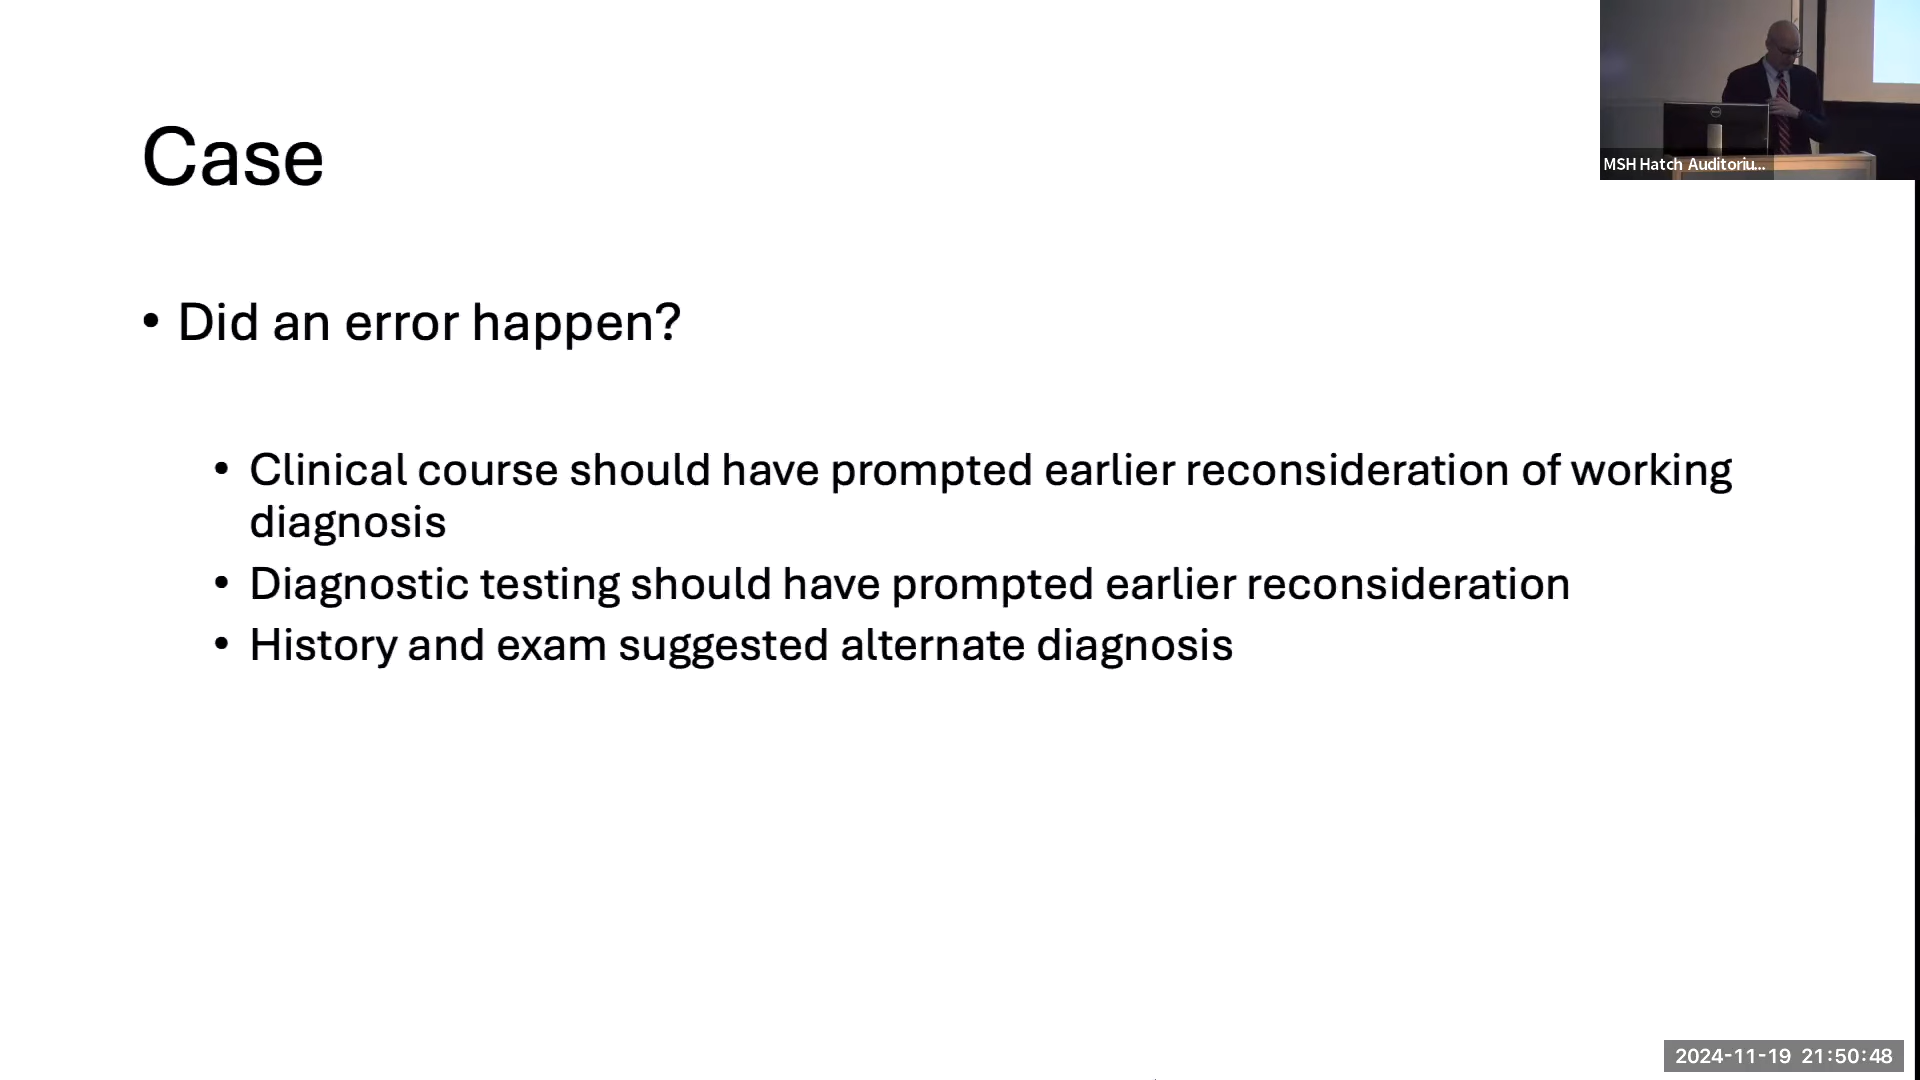 Case
• Did an error happen?
• Clinical course should have prompted earlier reconsideration of working
diagnosis
• Diagnostic testing should have prompted earlier reconsideration
• History and exam suggested alternate diagnosis
MSH Hatch Auditoriu...
2024-11-19 21:50:48